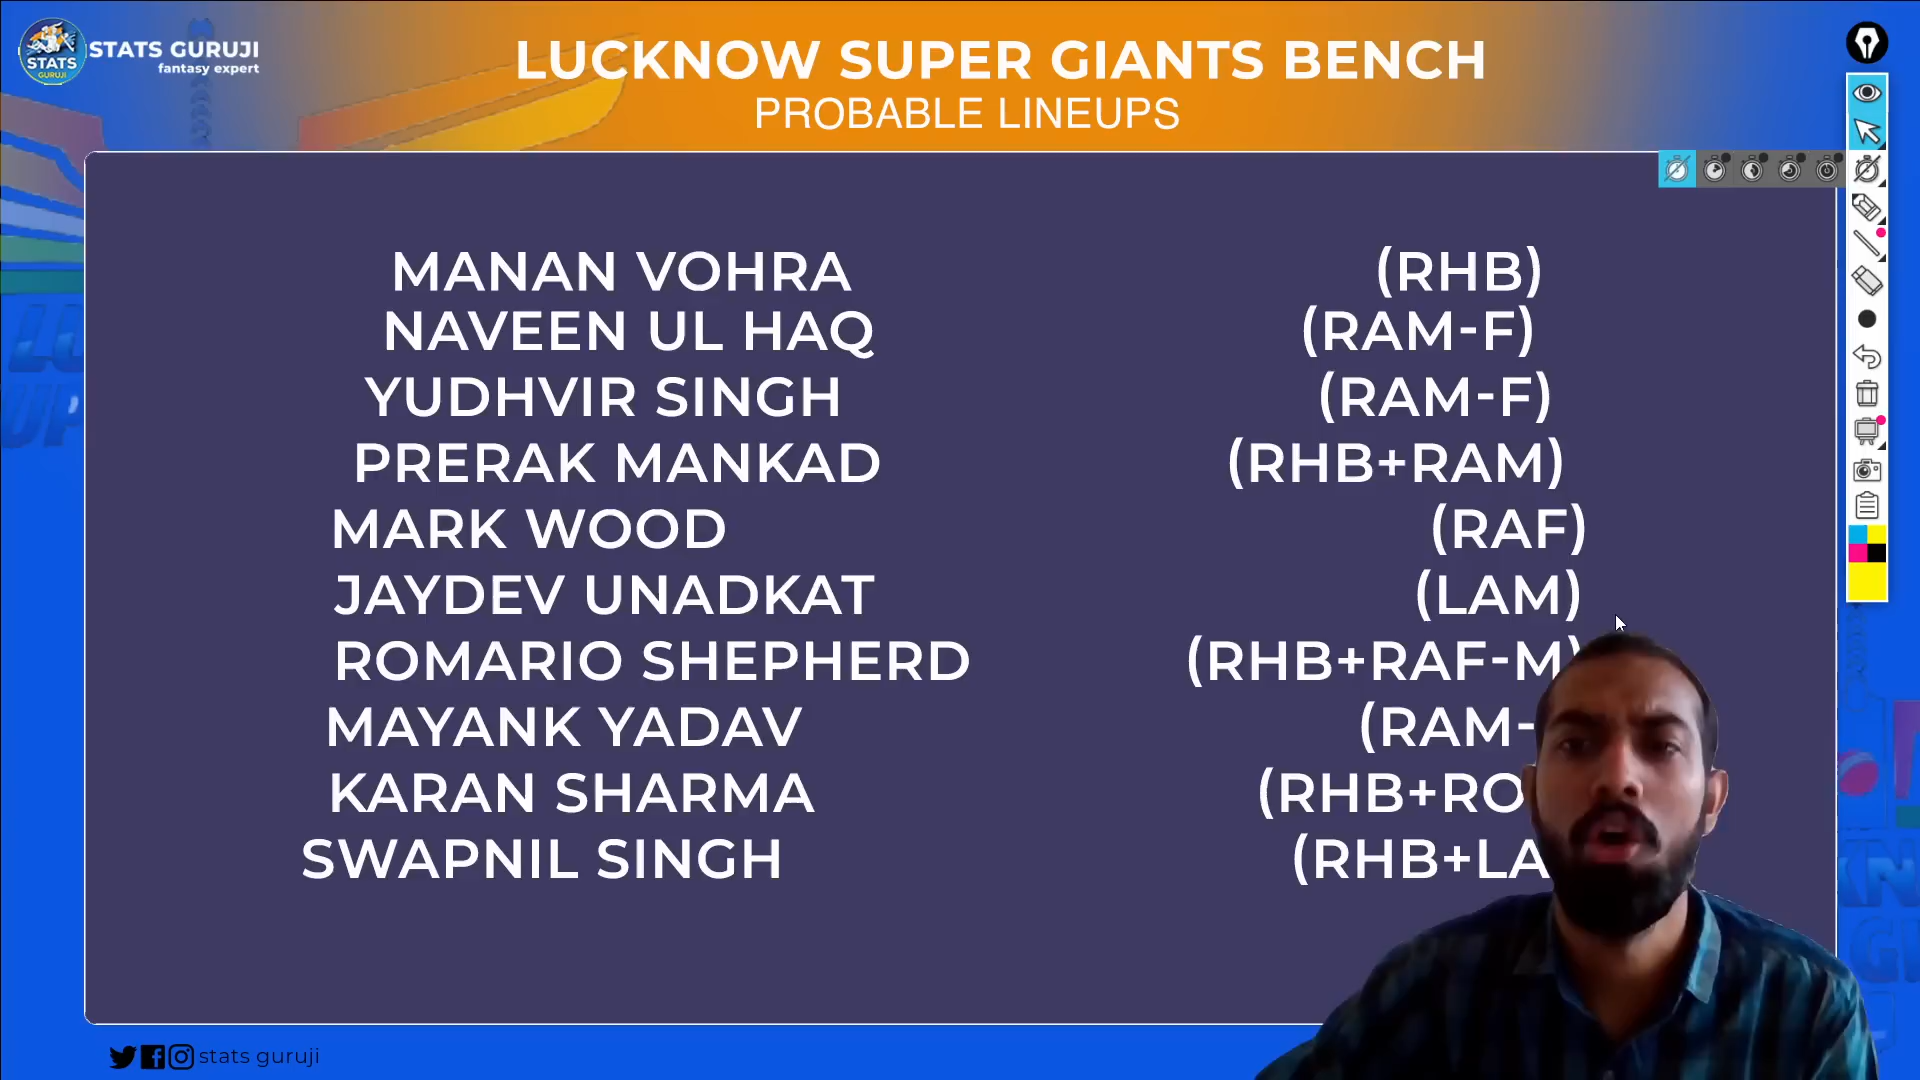 STATS GURUJI
fantasy expert
STATS
GURUJI
LUCKNOW SUPER GIANTS BENCH
PROBABLE LINEUPS
MANAN VOHRA (RHB)
NAVEEN UL HAQ (RAM-F)
YUDHVIR SINGH (RAM-F)
PRERAK MANKAD (RHB+RAM)
MARK WOOD (RAF)
JAYDEV UNADKAT (LAM)
ROMARIO SHEPHERD (RHB+RAF-M)
MAYANK YADAV (RAM-
KARAN SHARMA (RHB+RO
SWAPNIL SINGH (RHB+LA
stats guruji